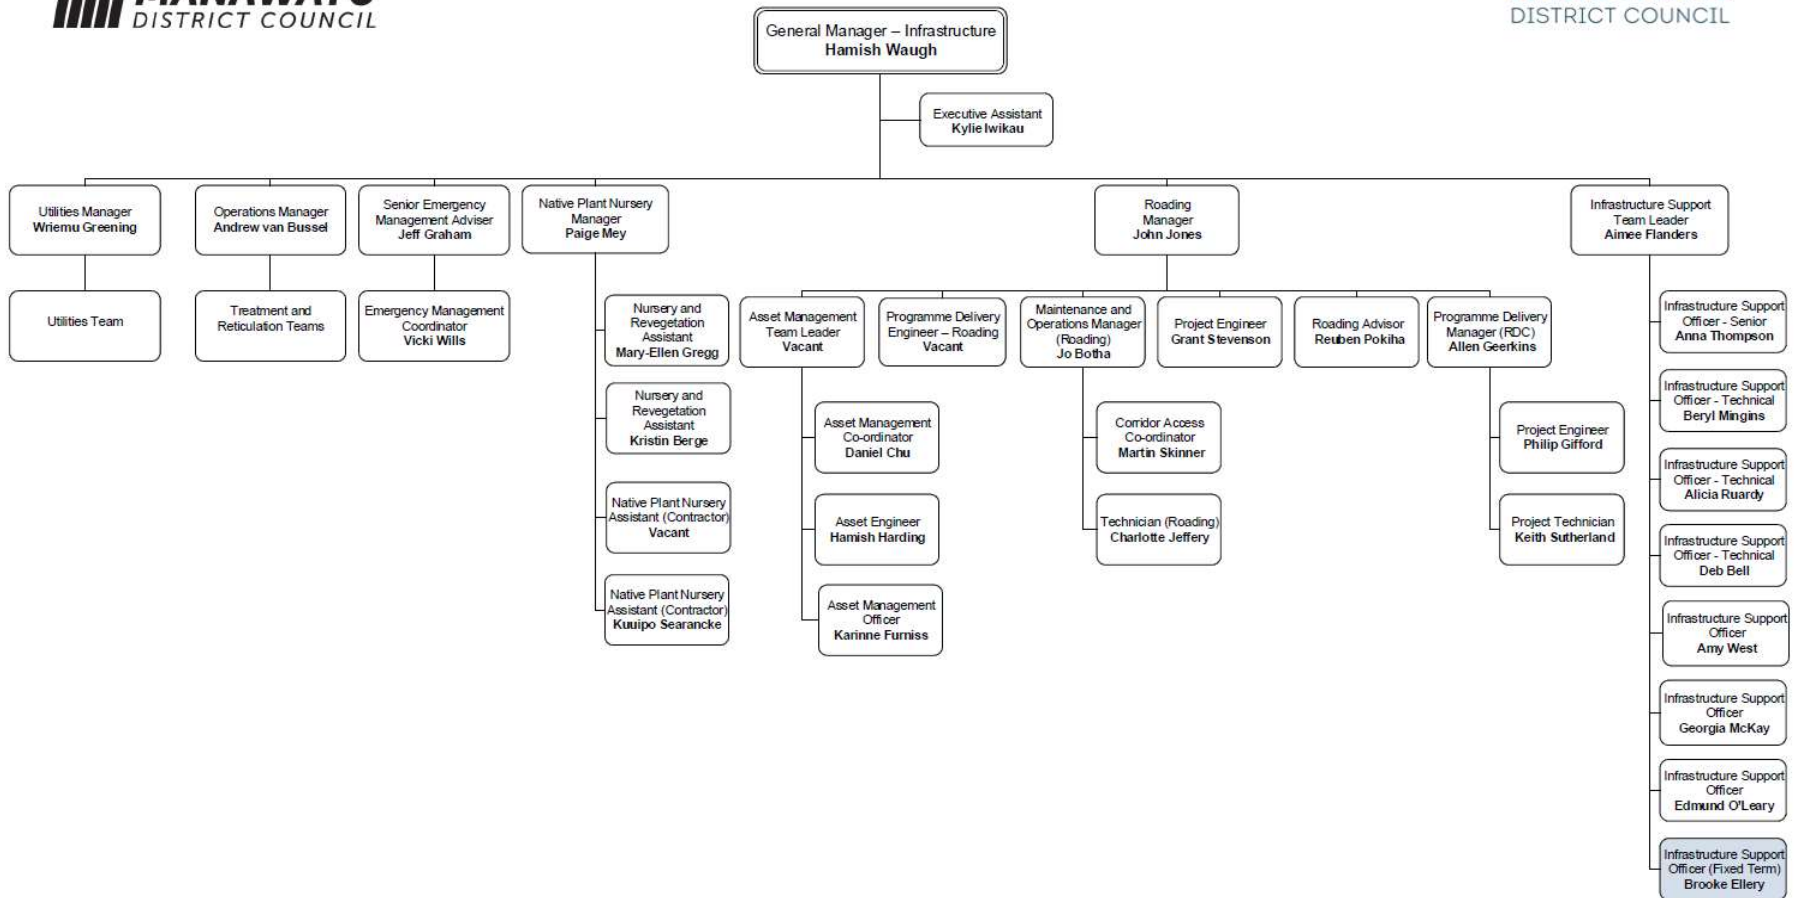 DISTRICT COUNCIL
DISTRICT COUNCIL
General Manager – Infrastructure
Hamish Waugh
Executive Assistant
Kylie Iwikau
Utilities Manager
Wriemu Greening
Operations Manager
Andrew van Bussel
Senior Emergency
Management Adviser
Jeff Graham
Native Plant Nursery
Manager
Paige Mey
Roading
Manager
John Jones
Infrastructure Support
Team Leader
Aimee Flanders
Utilities Team
Treatment and
Reticulation Teams
Emergency Management
Coordinator
Vicki Wills
Nursery and
Revegetation
Assistant
Mary-Ellen Gregg
Nursery and
Revegetation
Assistant
Kristin Berge
Native Plant Nursery
Assistant (Contractor)
Vacant
Native Plant Nursery
Assistant (Contractor)
Kuuipo Searancke
Asset Management
Team Leader
Vacant
Programme Delivery
Engineer – Roading
Vacant
Maintenance and
Operations Manager
(Roading)
Jo Botha
Project Engineer
Grant Stevenson
Roading Advisor
Reuben Pokiha
Programme Delivery
Manager (RDC)
Allen Geerkins
Asset Management
Co-ordinator
Daniel Chu
Asset Engineer
Hamish Harding
Asset Management
Officer
Karinne Furniss
Corridor Access
Co-ordinator
Martin Skinner
Technician (Roading)
Charlotte Jeffery
Project Engineer
Philip Gifford
Project Technician
Keith Sutherland
Infrastructure Support
Officer - Senior
Anna Thompson
Infrastructure Support
Officer - Technical
Beryl Mingins
Infrastructure Support
Officer - Technical
Alicia Ruardy
Infrastructure Support
Officer - Technical
Deb Bell
Infrastructure Support
Officer
Amy West
Infrastructure Support
Officer
Georgia McKay
Infrastructure Support
Officer
Edmund O'Leary
Infrastructure Support
Officer (Fixed Term)
Brooke Ellery